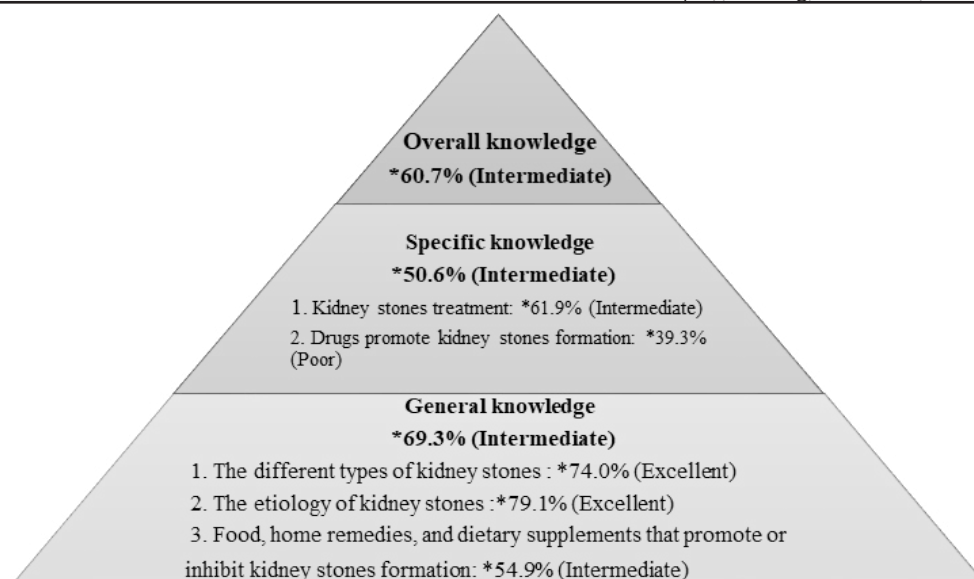 Overall knowledge
*60.7% (Intermediate)
Specific knowledge
*50.6% (Intermediate)
1. Kidney stones treatment: *61.9% (Intermediate)
2. Drugs promote kidney stones formation: *39.3%
(Poor)
General knowledge
*69.3% (Intermediate)
1. The different types of kidney stones : *74.0% (Excellent)
2. The etiology of kidney stones :*79.1% (Excellent)
3. Food, home remedies, and dietary supplements that promote or
inhibit kidney stones formation: *54.9% (Intermediate)